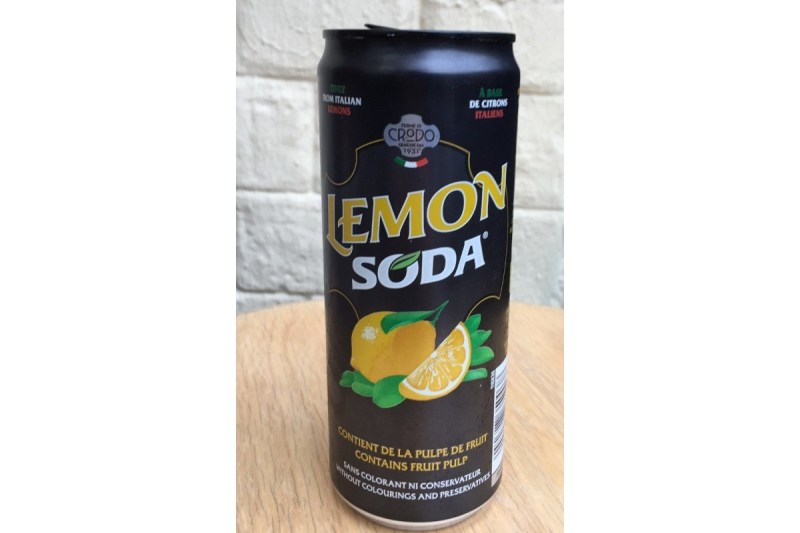 FROM ITALIAN
LEMONS
À BASE
DE CITRONS
ITALIENS
CRODO
1931
LEMON
SODA®
CONTIENT DE LA PULPE DE FRUIT
CONTAINS FRUIT PULP
SANS COLORANT NI CONSERVATEUR
WITHOUT COLOURINGS AND PRESERVATIVES